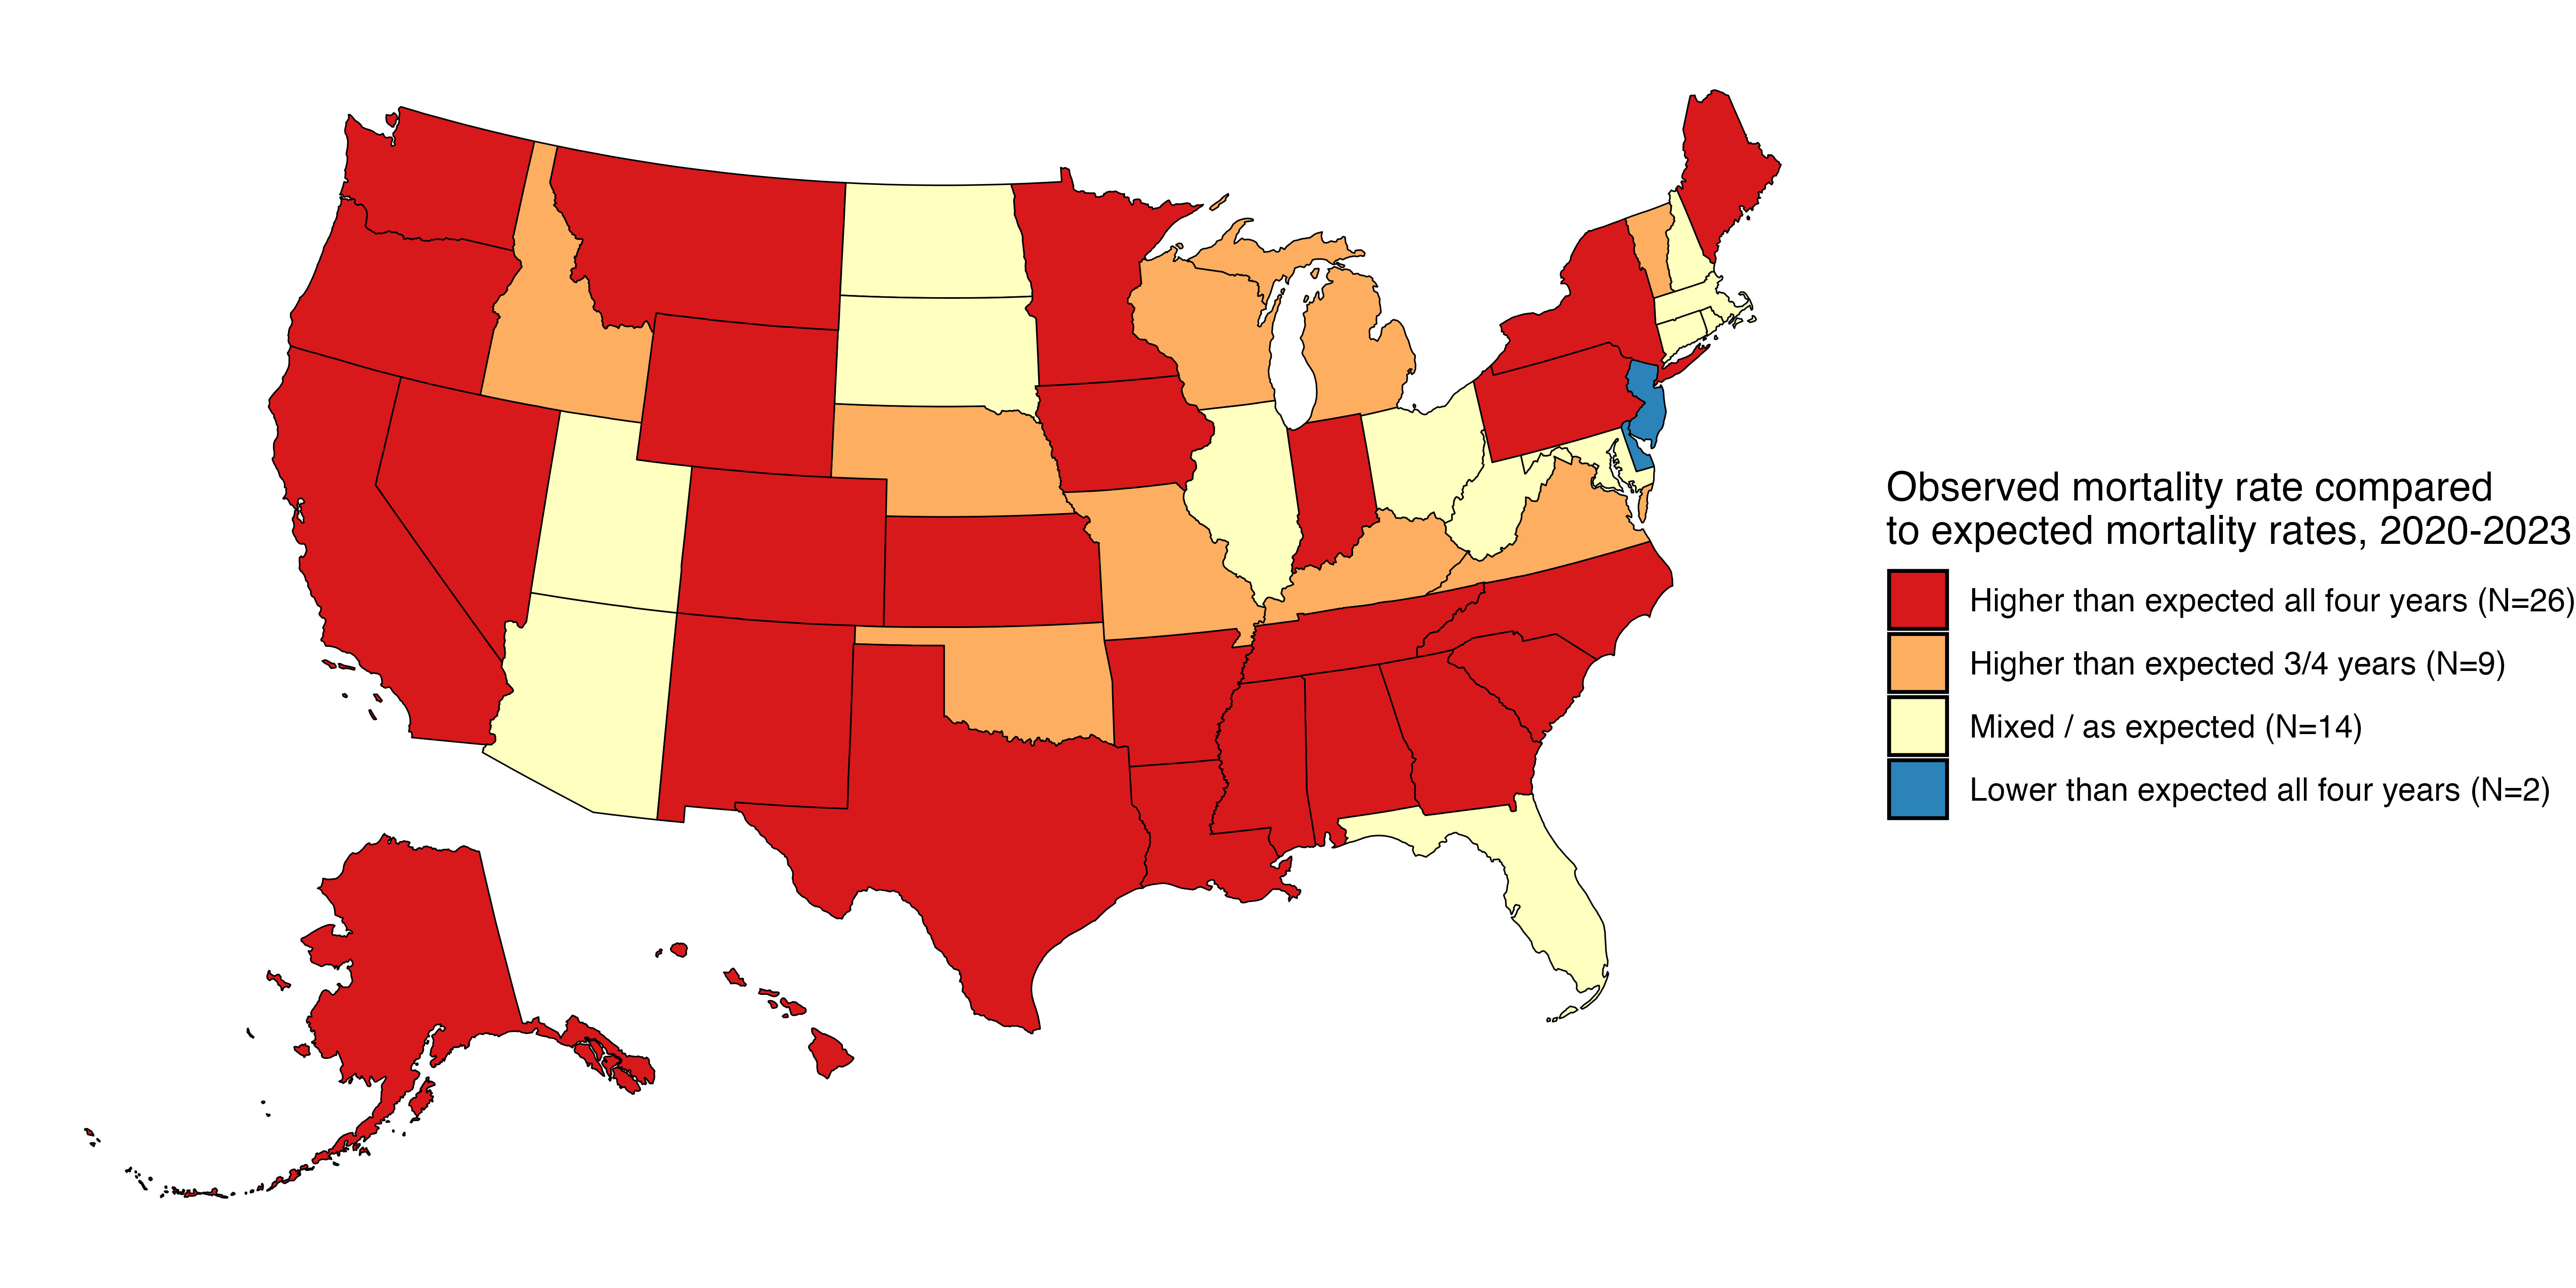 Observed mortality rate compared
to expected mortality rates, 2020-2023
Higher than expected all four years (N=26)
Higher than expected 3/4 years (N=9)
Mixed / as expected (N=14)
Lower than expected all four years (N=2)